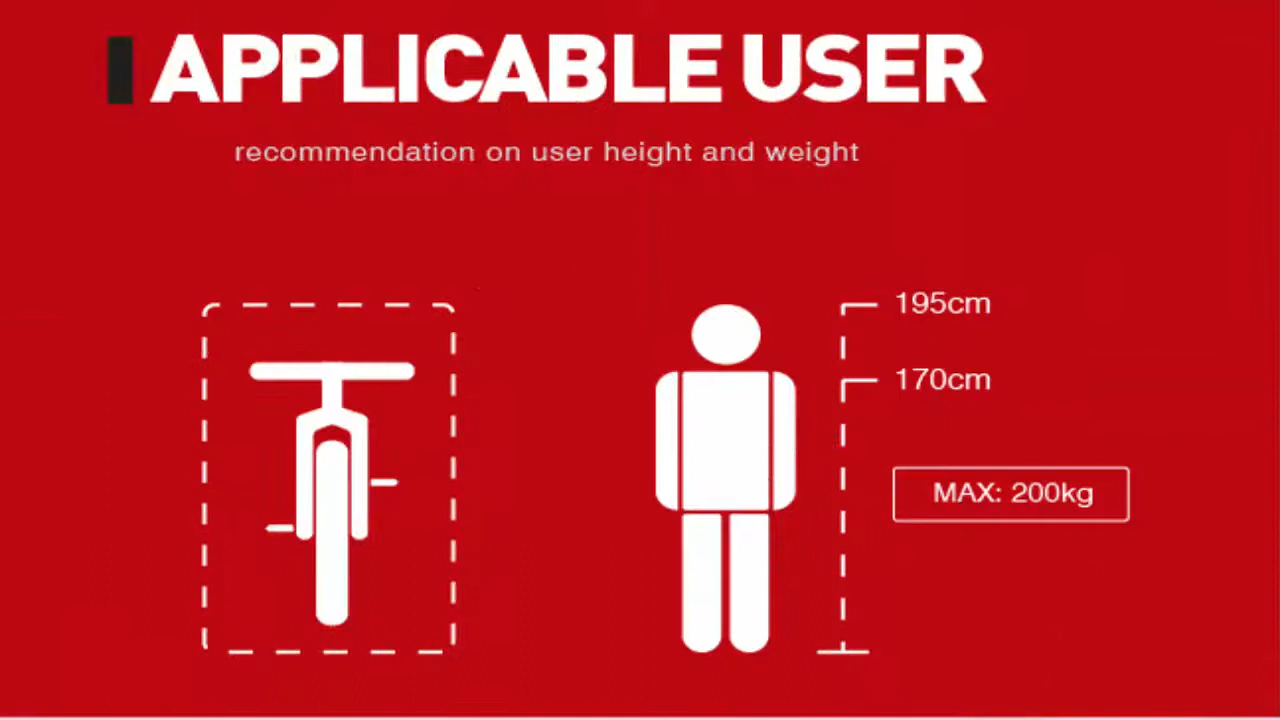 APPLICABLE USER
recommendation on user height and weight
195cm
170cm
MAX: 200kg